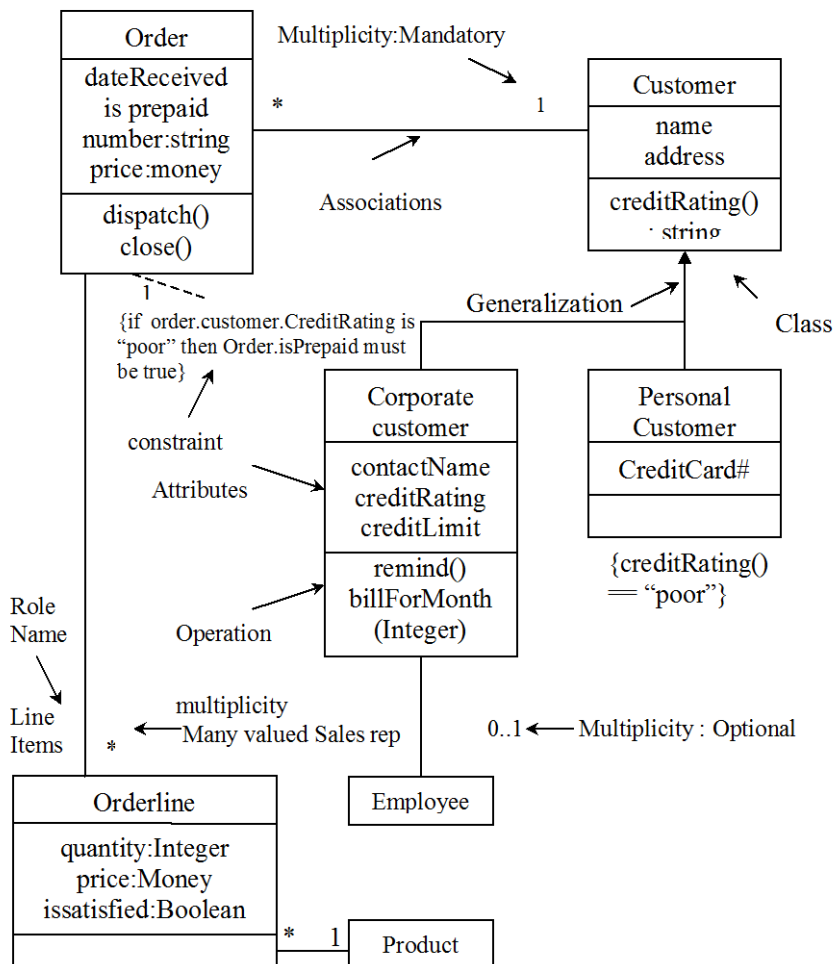 Order
dateReceived
is prepaid
number:string
price:money
dispatch()
close()
Multiplicity:Mandatory
*
1
Associations
Customer
name
address
creditRating()
: string
Generalization
Class
1
{if order.customer.CreditRating is
“poor” then Order.isPrepaid must
be true}
constraint
Attributes
Corporate
customer
contactName
creditRating
creditLimit
remind()
billForMonth
(Integer)
Operation
Personal
Customer
CreditCard#
{creditRating()
== “poor”}
Role
Name
Line
Items
*
multiplicity
Many valued Sales rep
0..1
Multiplicity : Optional
Employee
Orderline
quantity:Integer
price:Money
issatisfied:Boolean
*
1
Product